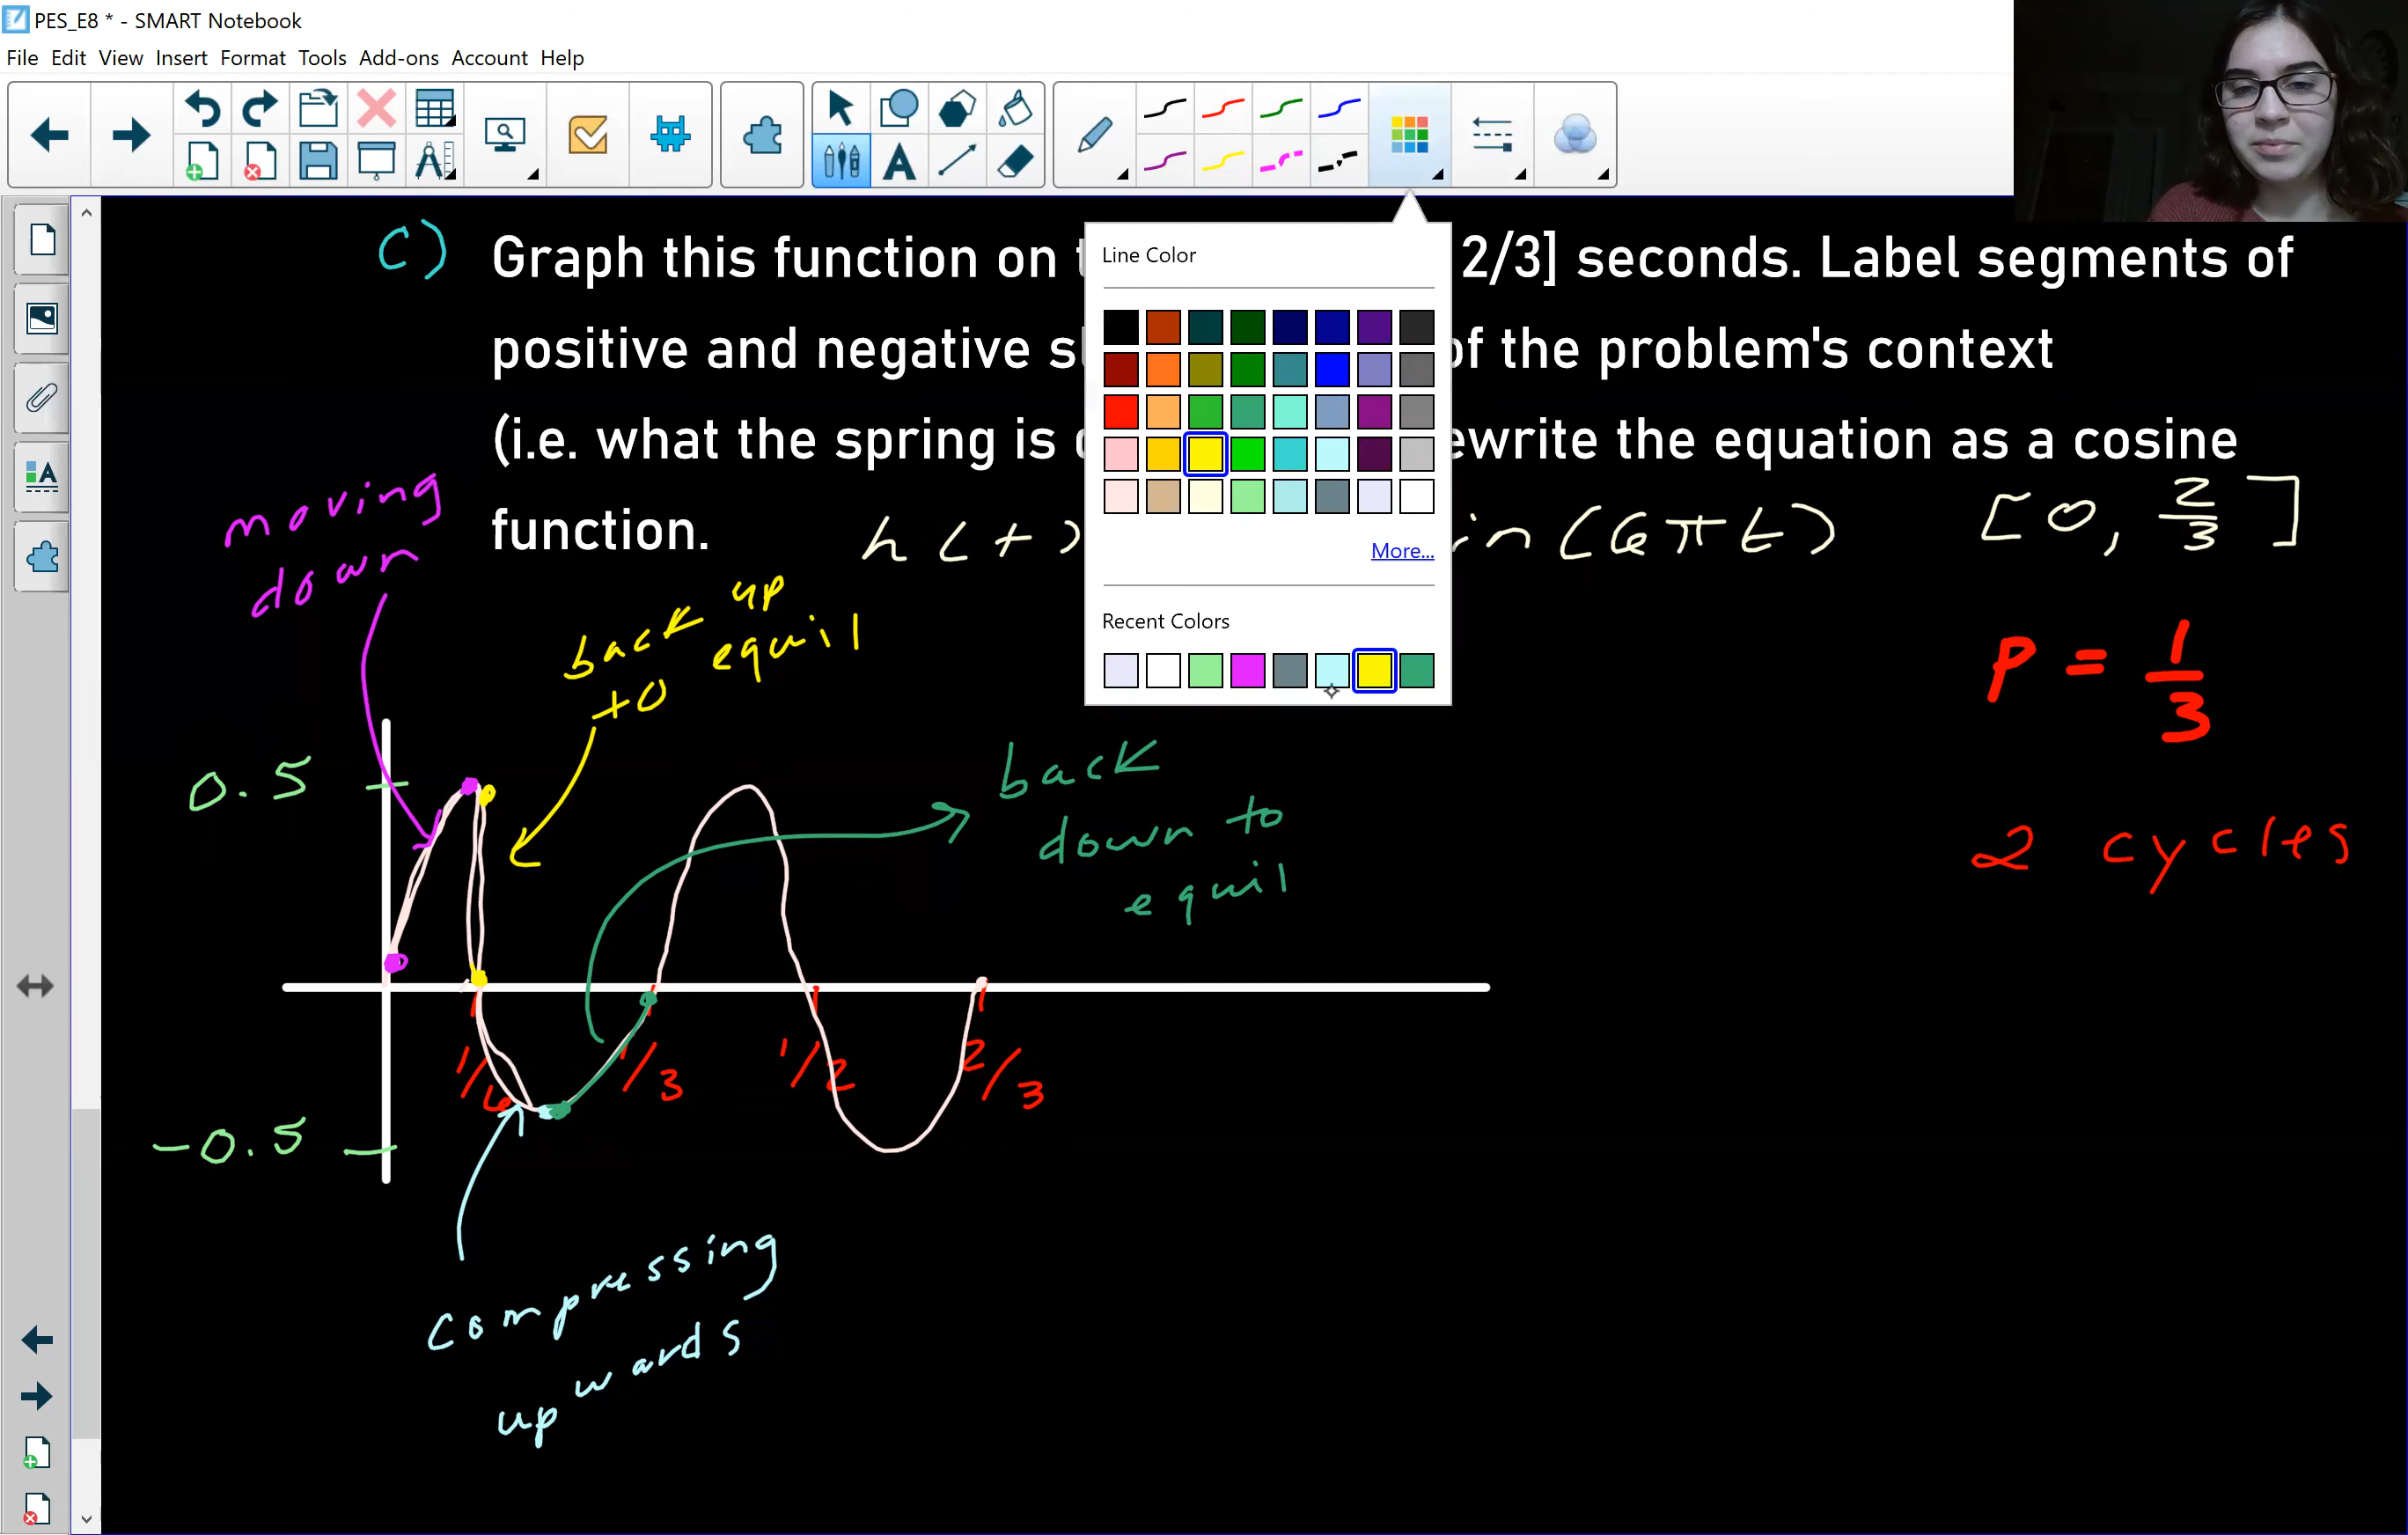 PES_E8 * - SMART Notebook
File Edit View Insert Format Tools Add-ons Account Help
Line Color
More...
Recent Colors
c) Graph this function on 2/3] seconds. Label segments of
positive and negative of the problem's context
(i.e. what the spring is rewrite the equation as a cosine
function. h(t) in(6πt) [0, 2/3]
moving
down
back up
to equil
P = 1/3
2 cycles
0.5
back
down to
equil
1/6 1/3 1/2 2/3
-0.5
compressing
upwards